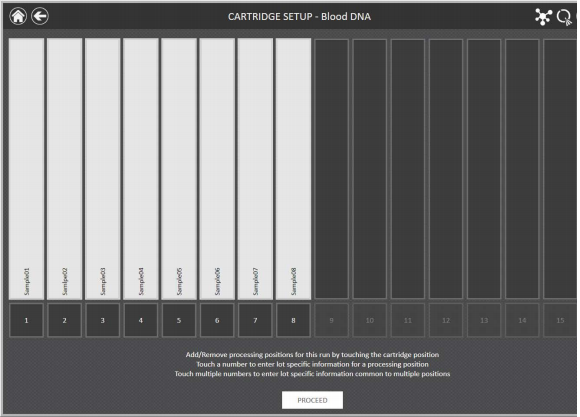 CARTRIDGE SETUP - Blood DNA
Sample01
Samlpe02
Sample03
Sample04
Sample05
Sample06
Sample07
Sample08
1 2 3 4 5 6 7 8 9 10 11 12 13 14 15
Add/Remove processing positions for this run by touching the cartridge position
Touch a number to enter lot specific information for a processing position
Touch multiple numbers to enter lot specific information common to multiple positions
PROCEED